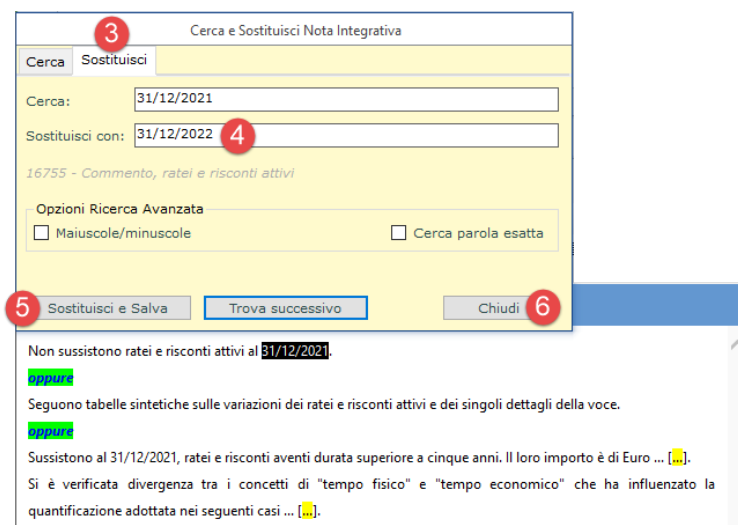 Cerca e Sostituisci Nota Integrativa
3
Cerca Sostituisci
Cerca: 31/12/2021
Sostituisci con: 31/12/2022 4
16755 - Commento, ratei e risconti attivi
Opzioni Ricerca Avanzata
Maiuscole/minuscole Cerca parola esatta
5 Sostituisci e Salva Trova successivo Chiudi 6
Non sussistono ratei e risconti attivi al 31/12/2021.
oppure
Seguono tabelle sintetiche sulle variazioni dei ratei e risconti attivi e dei singoli dettagli della voce.
oppure
Sussistono al 31/12/2021, ratei e risconti aventi durata superiore a cinque anni. Il loro importo è di Euro ... [...].
Si è verificata divergenza tra i concetti di "tempo fisico" e "tempo economico" che ha influenzato la
quantificazione adottata nei seguenti casi ... [...].